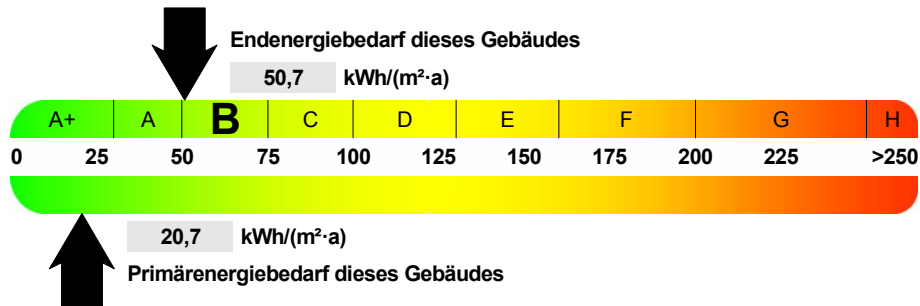 Endenergiebedarf dieses Gebäudes
50,7 kWh/(m²·a)
A+ A B C D E F G H
0 25 50 75 100 125 150 175 200 225 >250
20,7 kWh/(m²·a)
Primärenergiebedarf dieses Gebäudes